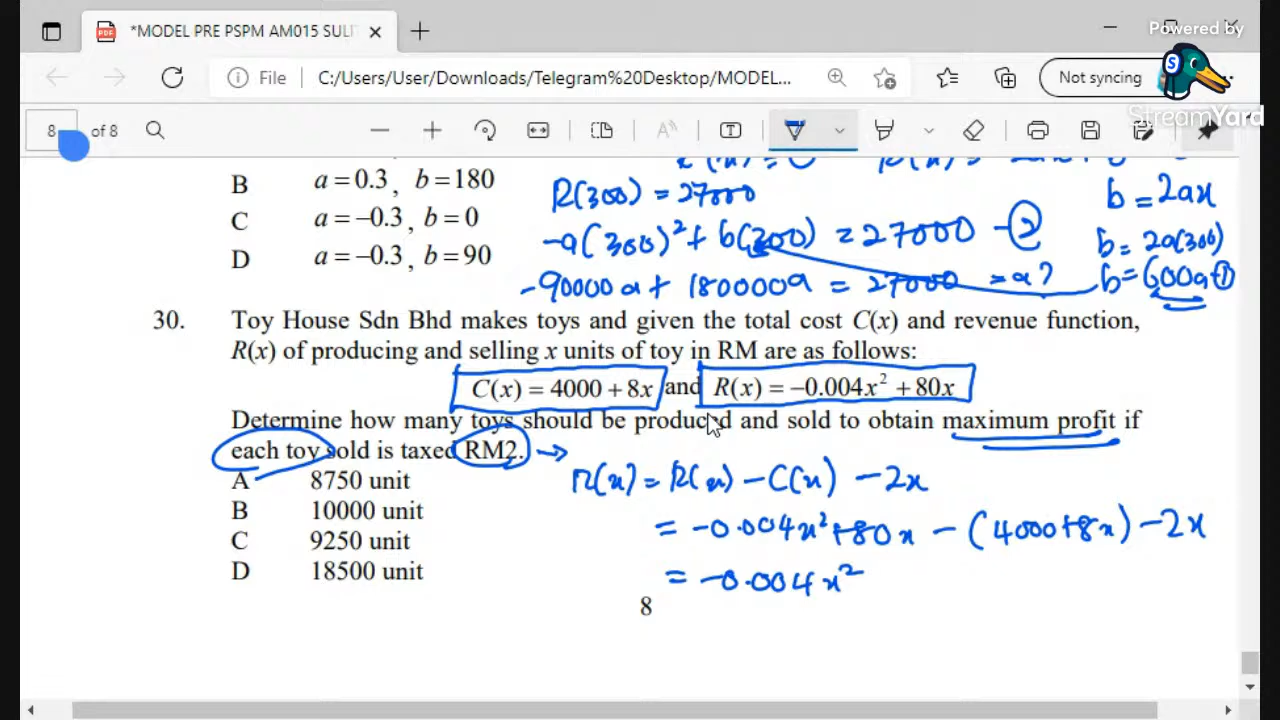 *MODEL PRE PSPM AM015 SULI
Powered by
File C:/Users/User/Downloads/Telegram%20Desktop/MODEL... Not syncing
StreamYard
8 of 8
B a = 0.3 , b = 180
C a = −0.3 , b = 0
D a = −0.3 , b = 90
R(300) = 27000
-a(300)² + b(300) = 27000 -②
-90000a + 180000a = 27000 = a?
b = 2ax
b = 2a(300)
b = 600a ①
30. Toy House Sdn Bhd makes toys and given the total cost C(x) and revenue function,
R(x) of producing and selling x units of toy in RM are as follows:
C(x) = 4000 + 8x and R(x) = −0.004x² + 80x
Determine how many toys should be produced and sold to obtain maximum profit if
each toy sold is taxed RM2. →
A 8750 unit
B 10000 unit
C 9250 unit
D 18500 unit
π(x) = R(x) - C(x) - 2x
= -0.004x² + 80x - (4000+8x) - 2x
= -0.004x²
8